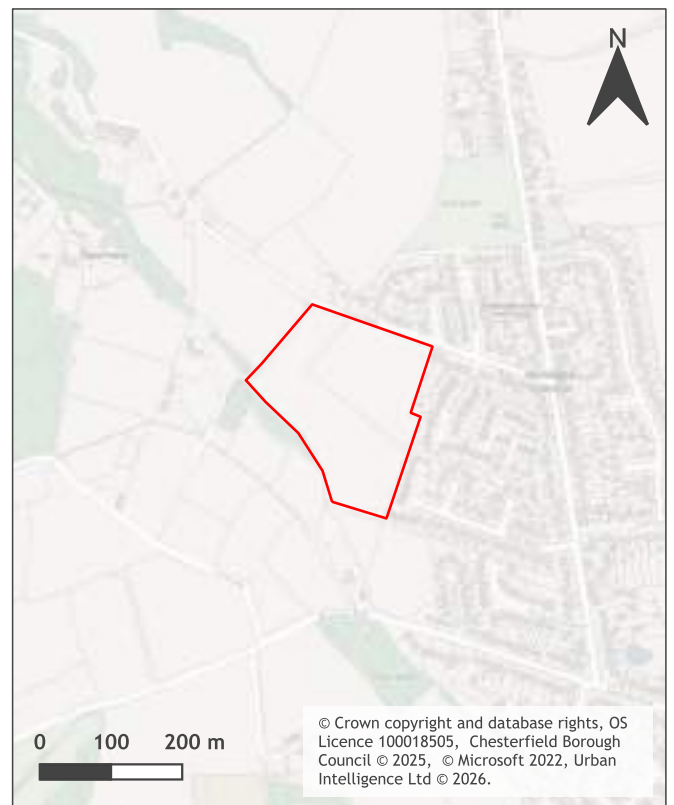 N
0 100 200 m
© Crown copyright and database rights, OS
Licence 100018505, Chesterfield Borough
Council © 2025, © Microsoft 2022, Urban
Intelligence Ltd © 2026.